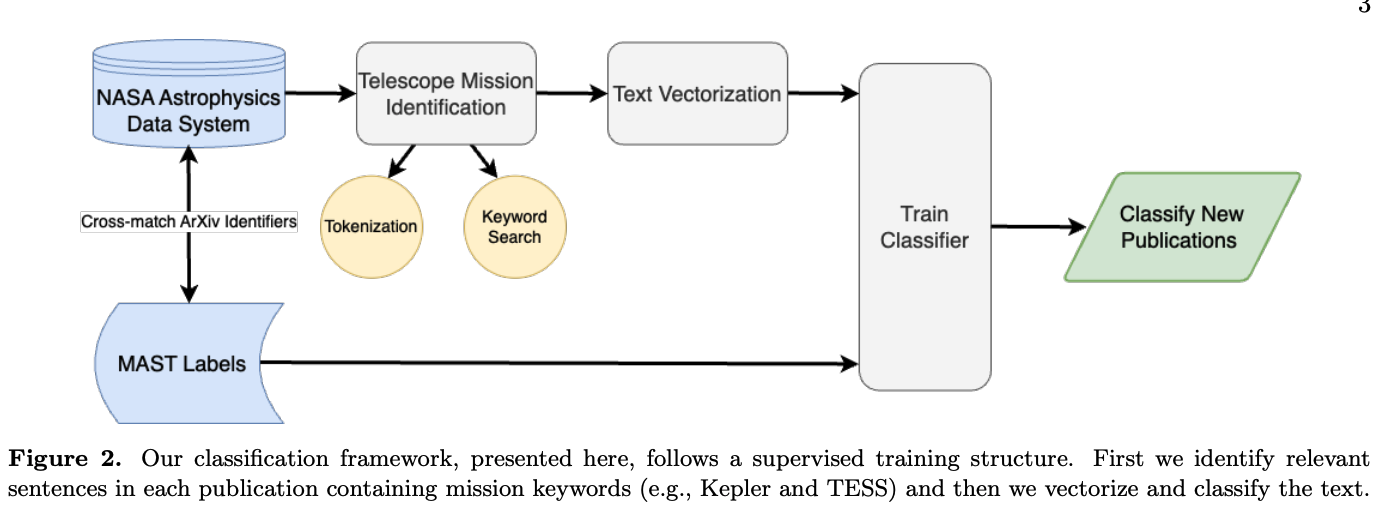 3
NASA Astrophysics
Data System
Telescope Mission
Identification
Text Vectorization
Cross-match ArXiv Identifiers
Tokenization
Keyword
Search
Train
Classifier
Classify New
Publications
MAST Labels
Figure 2. Our classification framework, presented here, follows a supervised training structure. First we identify relevant
sentences in each publication containing mission keywords (e.g., Kepler and TESS) and then we vectorize and classify the text.